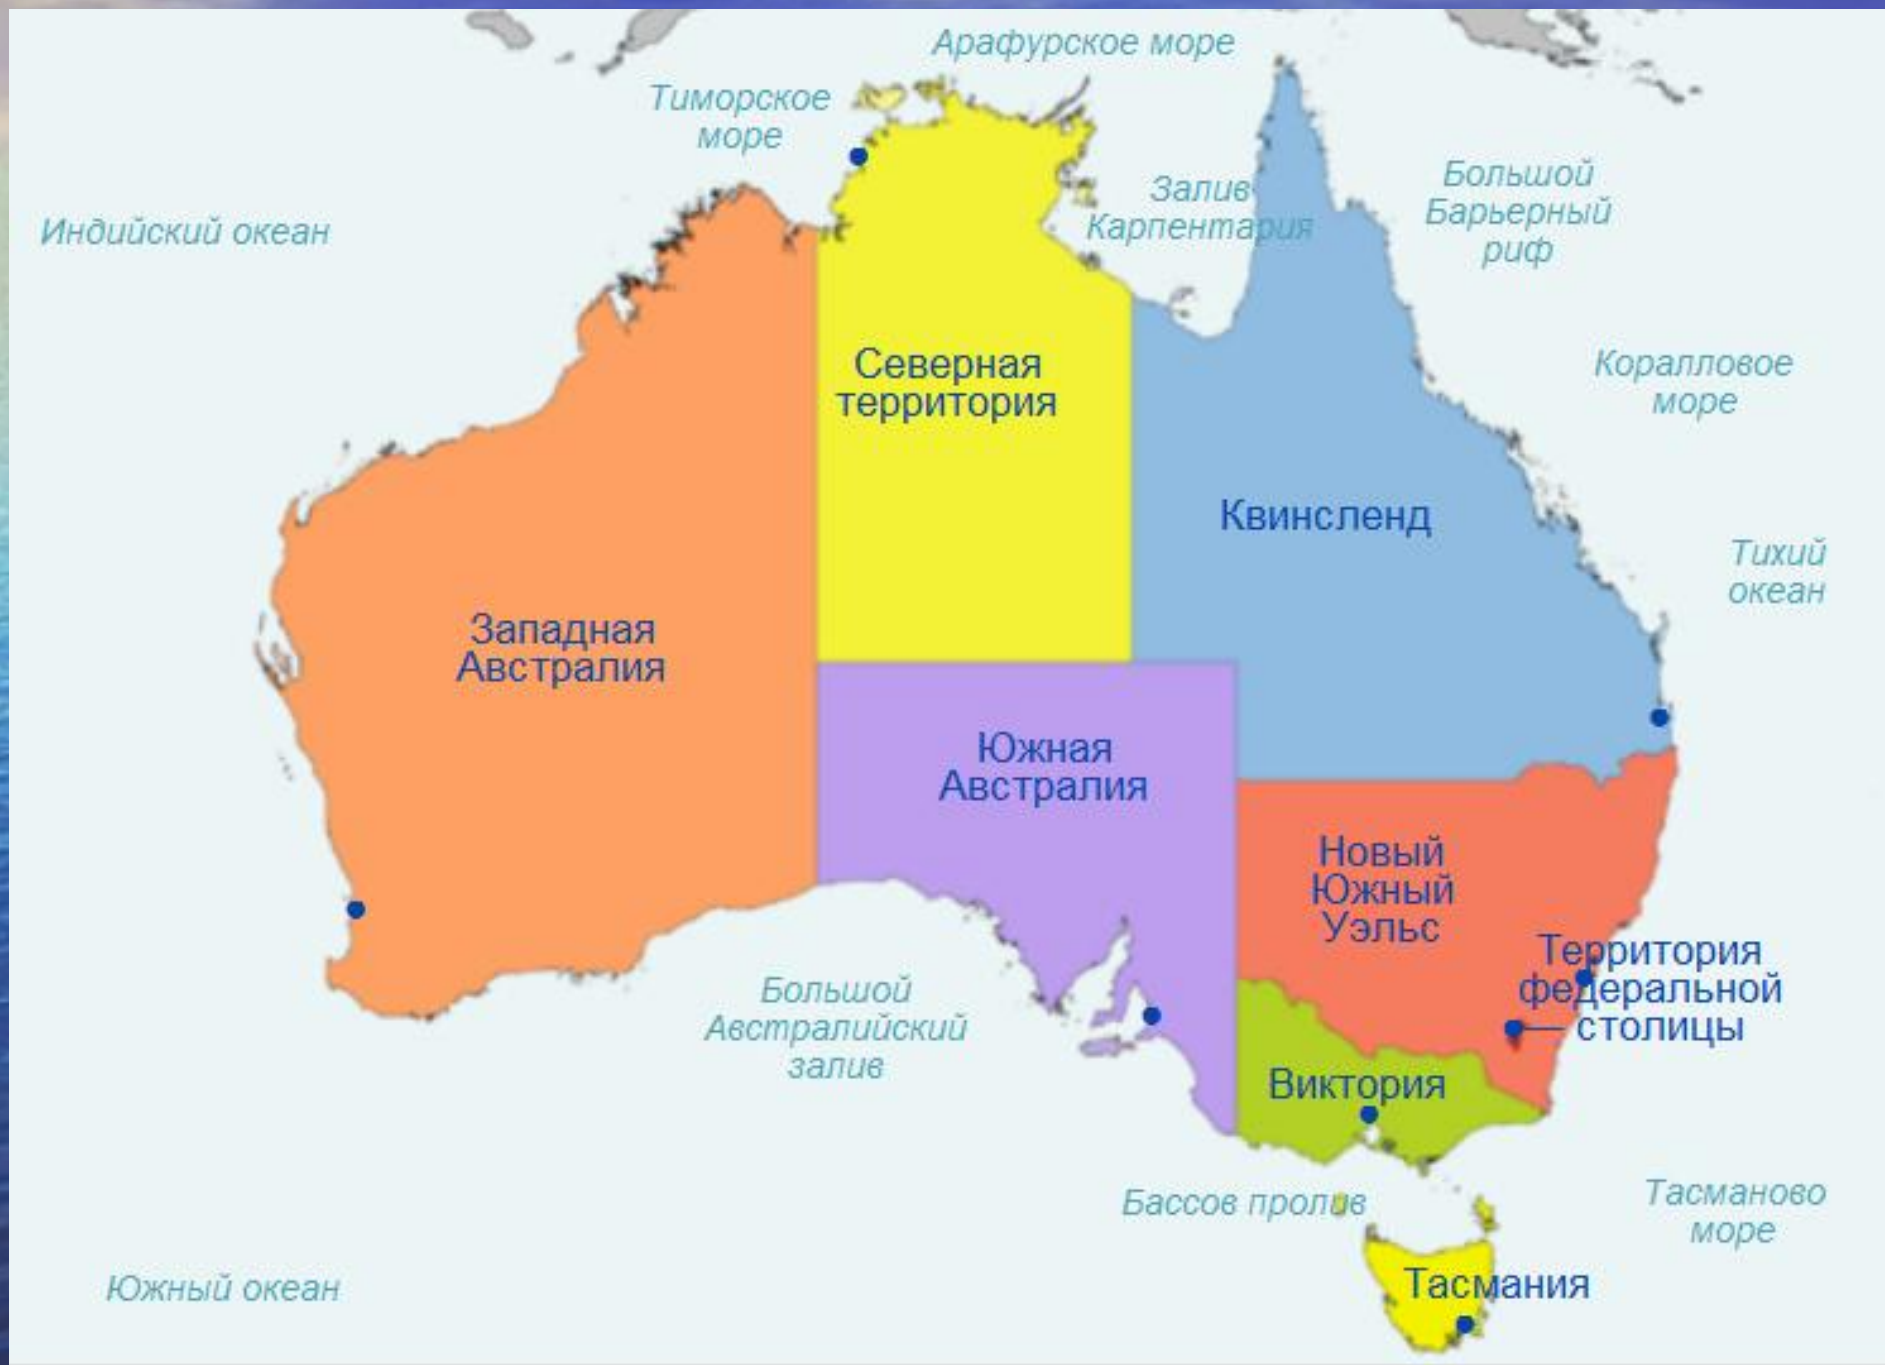 Арафурское море
Тиморское
море
Залив
Карпентария
Большой
Барьерный
риф
Индийский океан
Северная
территория
Коралловое
море
Квинсленд
Тихий
океан
Западная
Австралия
Южная
Австралия
Новый
Южный
Уэльс
Территория
федеральной
столицы
Большой
Австралийский
залив
Виктория
Бассов пролив
Тасманово
море
Южный океан
Тасмания